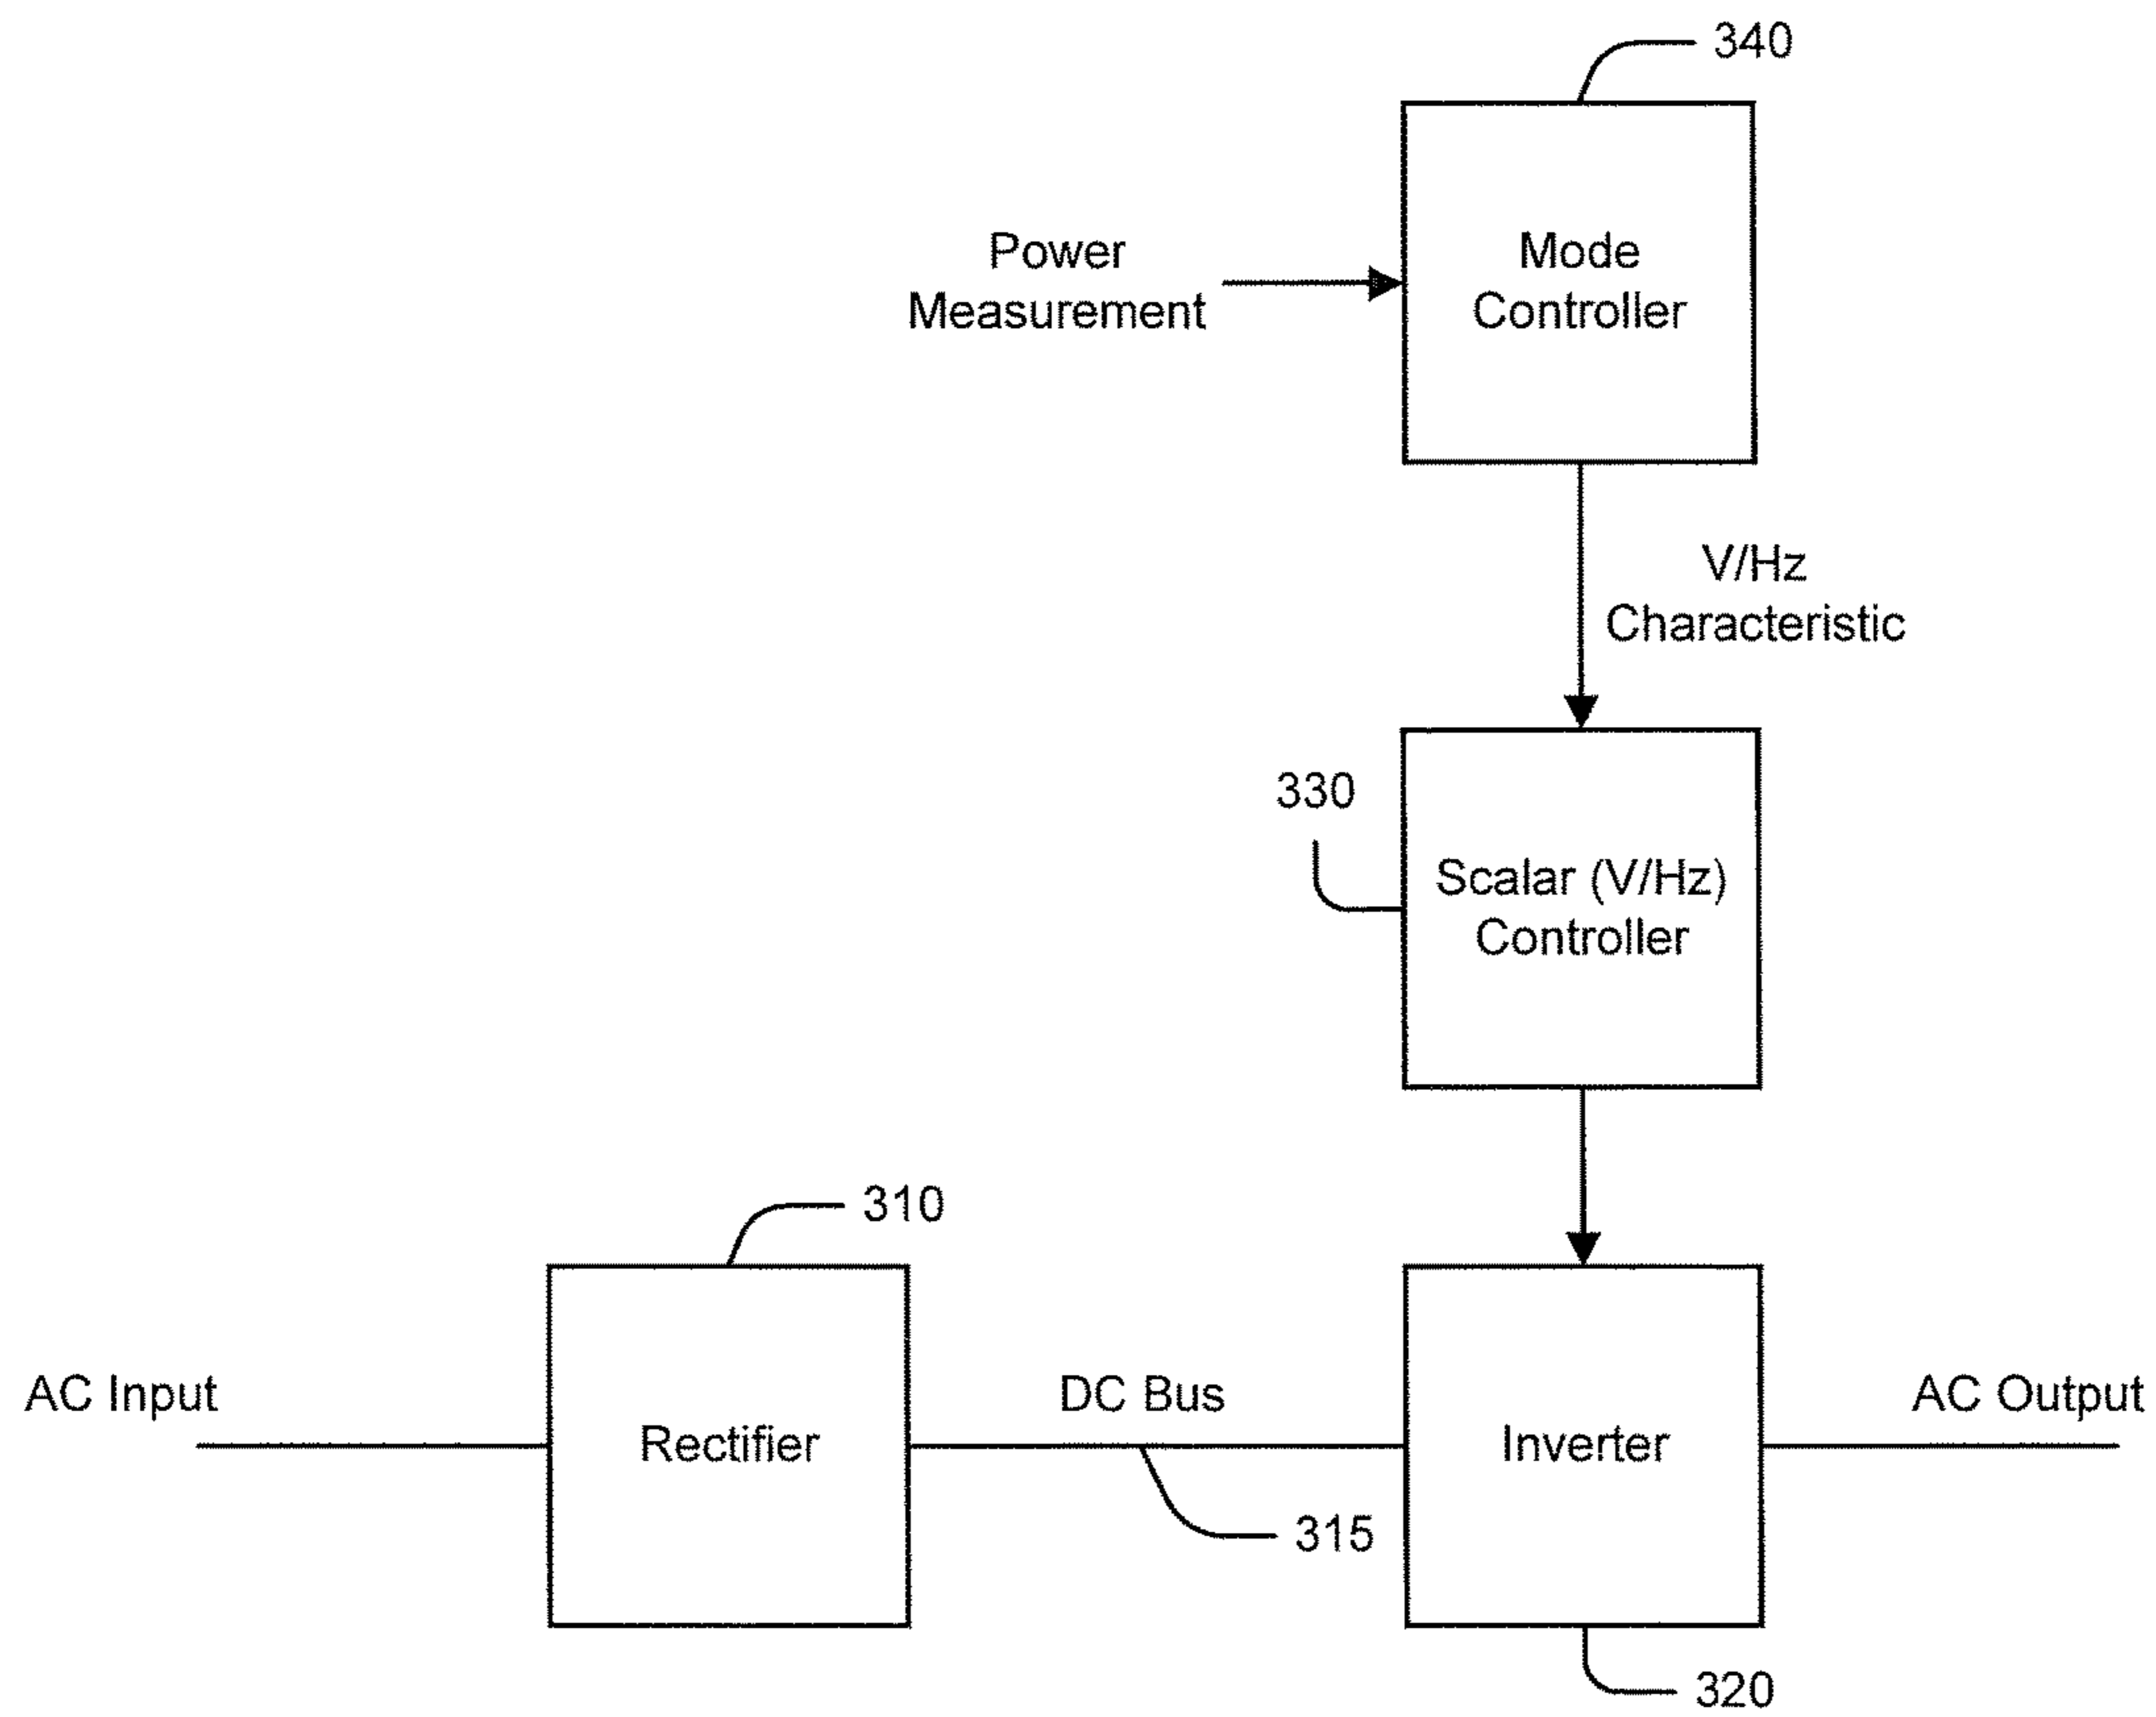 340
Power
Measurement
Mode
Controller
V/Hz
Characteristic
330
Scalar (V/Hz)
Controller
310
AC Input
Rectifier
DC Bus
315
Inverter
AC Output
320